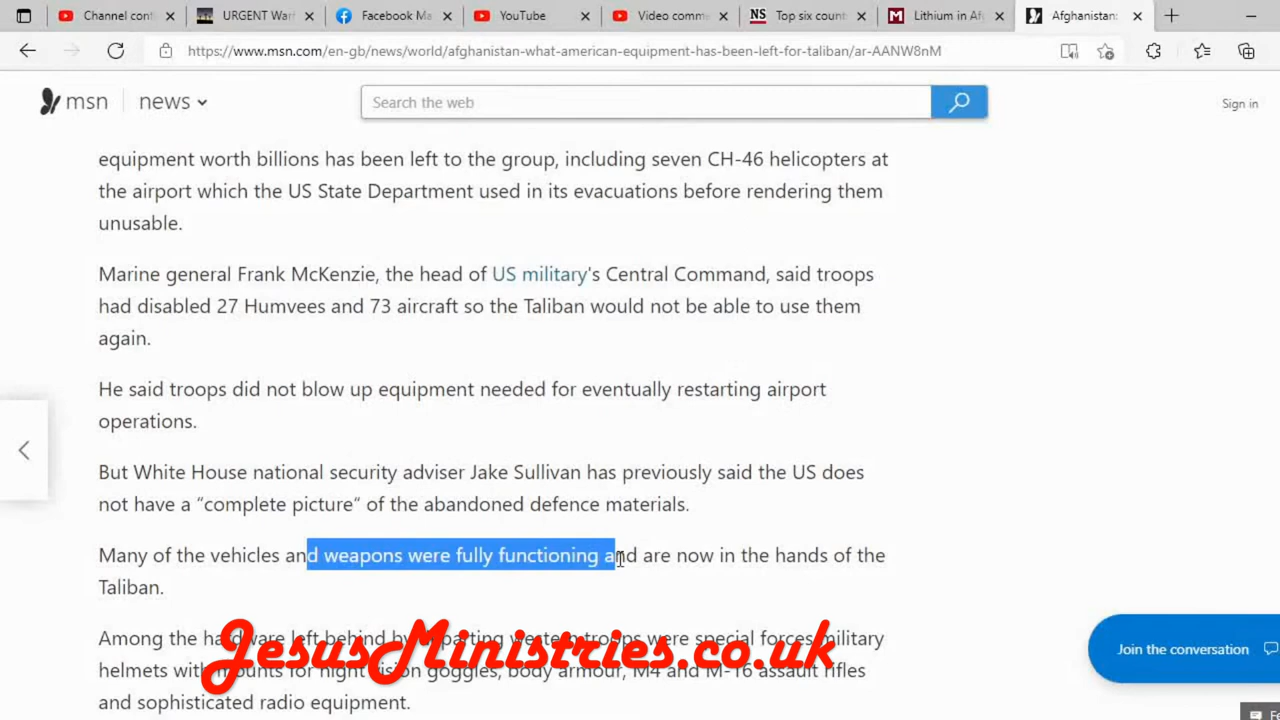 Channel cont
URGENT War
Facebook Ma
YouTube
Video comme
NS Top six count
M Lithium in Af
Afghanistan:
https://www.msn.com/en-gb/news/world/afghanistan-what-american-equipment-has-been-left-for-taliban/ar-AANW8nM
msn news
Search the web
Sign in
equipment worth billions has been left to the group, including seven CH-46 helicopters at
the airport which the US State Department used in its evacuations before rendering them
unusable.
Marine general Frank McKenzie, the head of US military's Central Command, said troops
had disabled 27 Humvees and 73 aircraft so the Taliban would not be able to use them
again.
He said troops did not blow up equipment needed for eventually restarting airport
operations.
But White House national security adviser Jake Sullivan has previously said the US does
not have a “complete picture“ of the abandoned defence materials.
Many of the vehicles and weapons were fully functioning and are now in the hands of the
Taliban.
Among the hardware left behind by departing western troops were special forces military
helmets with mounts for night vision goggles, body armour, M4 and M-16 assault rifles
and sophisticated radio equipment.
JesusMinistries.co.uk
Join the conversation